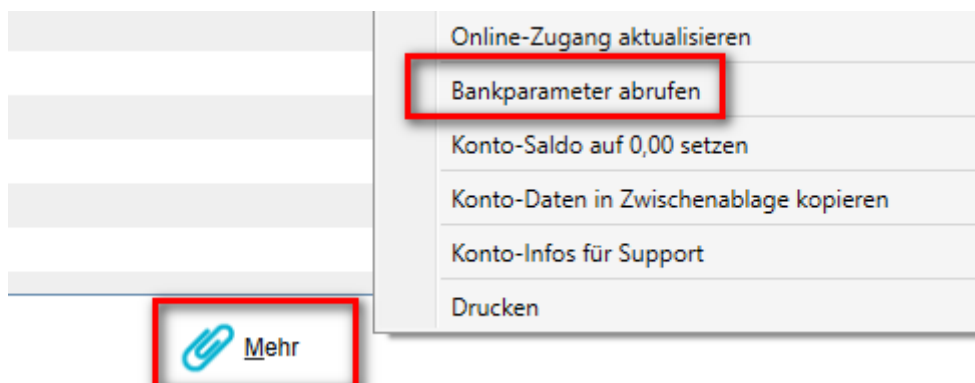 Online-Zugang aktualisieren
Bankparameter abrufen
Konto-Saldo auf 0,00 setzen
Konto-Daten in Zwischenablage kopieren
Konto-Infos für Support
Drucken
Mehr